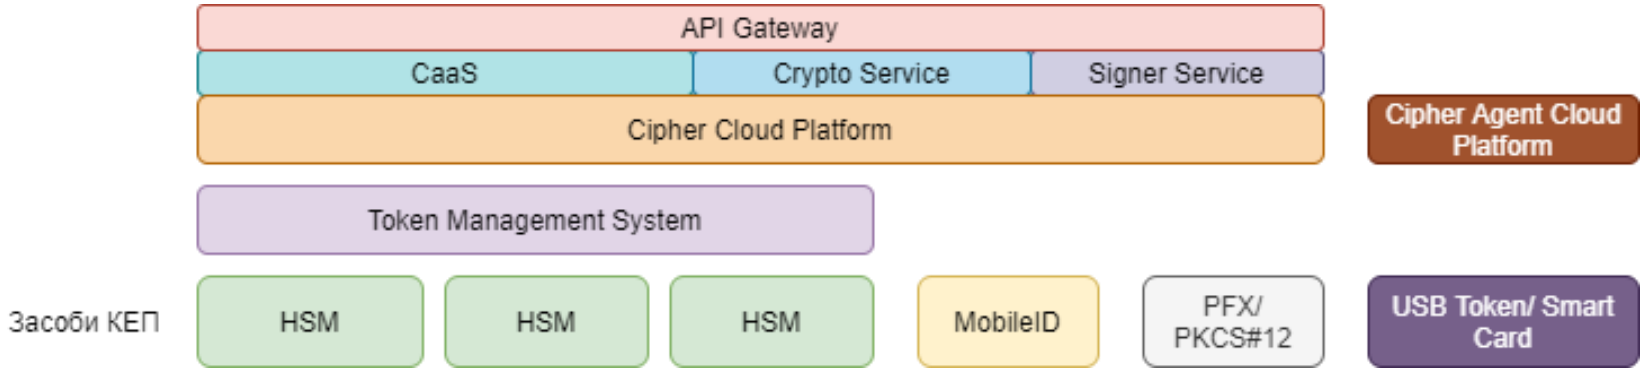 API Gateway
CaaS
Crypto Service
Signer Service
Cipher Cloud Platform
Cipher Agent Cloud
Platform
Token Management System
Засоби КЕП
HSM
HSM
HSM
MobileID
PFX/
PKCS#12
USB Token/ Smart
Card